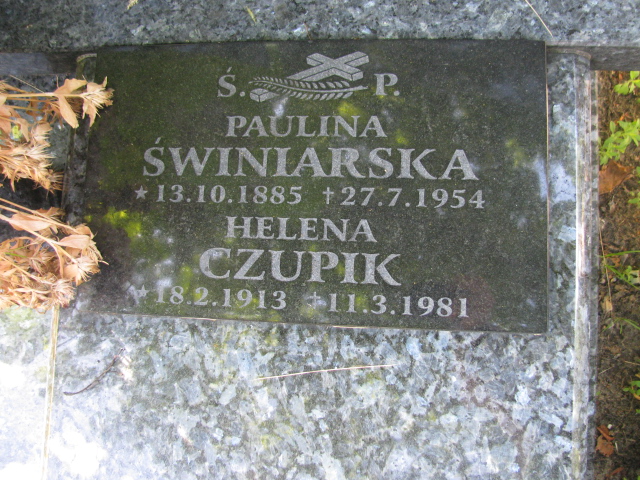 Ś. P.
PAULINA
ŚWINIARSKA
★ 13.10.1885 † 27.7.1954
HELENA
CZUPIK
★ 18.2.1913 † 11.3.1981